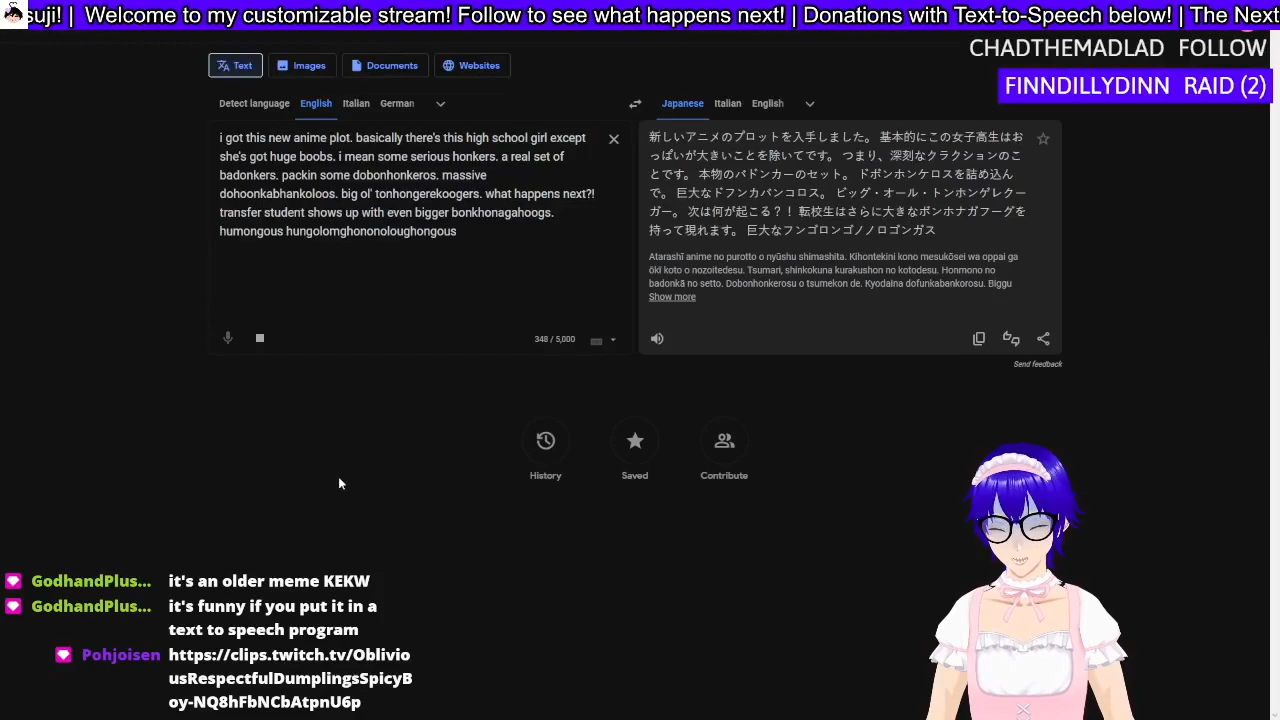 suji! | Welcome to my customizable stream! Follow to see what happens next! | Donations with Text-to-Speech below! | The Next
CHADTHEMADLAD FOLLOW
FINNDILLYDINN RAID (2)
Text Images Documents Websites
Detect language English Italian German
Japanese Italian English
i got this new anime plot. basically there's this high school girl except
she's got huge boobs. i mean some serious honkers. a real set of
badonkers. packin some dobonhonkeros. massive
dohoonkabhankoloos. big ol' tonhongerekoogers. what happens next?!
transfer student shows up with even bigger bonkhonagahoogs.
humongous hungolomghononoloughongous
348 / 5,000
新しいアニメのプロットを入手しました。 基本的にこの女子高生はお
っぱいが大きいことを除いてです。 つまり、深刻なクラクションのこ
とです。 本物のバドンカーのセット。 ドボンホンケロスを詰め込ん
で。 巨大なドフンカバンコロス。 ビッグ・オール・トンホンゲレクー
ガー。 次は何が起こる？！ 転校生はさらに大きなボンホナガフーグを
持って現れます。 巨大なフンゴロンゴノノロゴンガス
Atarashī anime no purotto o nyūshu shimashita. Kihontekini kono mesukōsei wa oppai ga
ōkī koto o nozoitedesu. Tsumari, shinkokuna kurakushon no kotodesu. Honmono no
badonkā no setto. Dobonhonkerosu o tsumekon de. Kyodaina dofunkabankorosu. Biggu
Show more
Send feedback
History Saved Contribute
GodhandPlus... it's an older meme KEKW
GodhandPlus... it's funny if you put it in a
text to speech program
Pohjoisen https://clips.twitch.tv/Oblivio
usRespectfulDumplingsSpicyB
oy-NQ8hFbNCbAtpnU6p